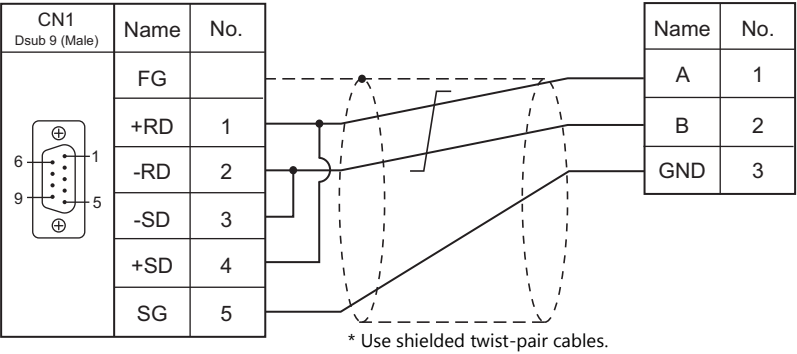 CN1
Dsub 9 (Male)
Name No.
FG
+RD 1
-RD 2
-SD 3
+SD 4
SG 5
6 1
9 5
Name No.
A 1
B 2
GND 3
* Use shielded twist-pair cables.